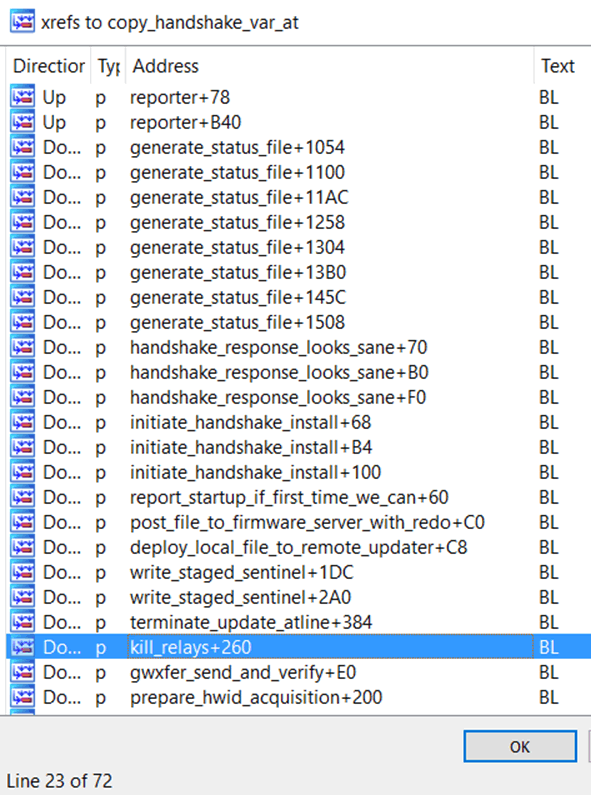 xrefs to copy_handshake_var_at
Direction Typ Address Text
Up p reporter+78 BL
Up p reporter+B40 BL
Do... p generate_status_file+1054 BL
Do... p generate_status_file+1100 BL
Do... p generate_status_file+11AC BL
Do... p generate_status_file+1258 BL
Do... p generate_status_file+1304 BL
Do... p generate_status_file+13B0 BL
Do... p generate_status_file+145C BL
Do... p generate_status_file+1508 BL
Do... p handshake_response_looks_sane+70 BL
Do... p handshake_response_looks_sane+B0 BL
Do... p handshake_response_looks_sane+F0 BL
Do... p initiate_handshake_install+68 BL
Do... p initiate_handshake_install+B4 BL
Do... p initiate_handshake_install+100 BL
Do... p report_startup_if_first_time_we_can+60 BL
Do... p post_file_to_firmware_server_with_redo+C0 BL
Do... p deploy_local_file_to_remote_updater+C8 BL
Do... p write_staged_sentinel+1DC BL
Do... p write_staged_sentinel+2A0 BL
Do... p terminate_update_atline+384 BL
Do... p kill_relays+260 BL
Do... p gwxfer_send_and_verify+E0 BL
Do... p prepare_hwid_acquisition+200 BL
OK
Line 23 of 72